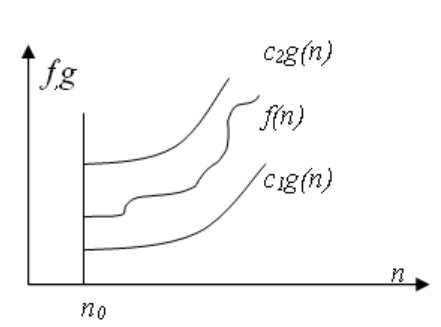 c₂g(n)
f,g
f(n)
c₁g(n)
n
n₀